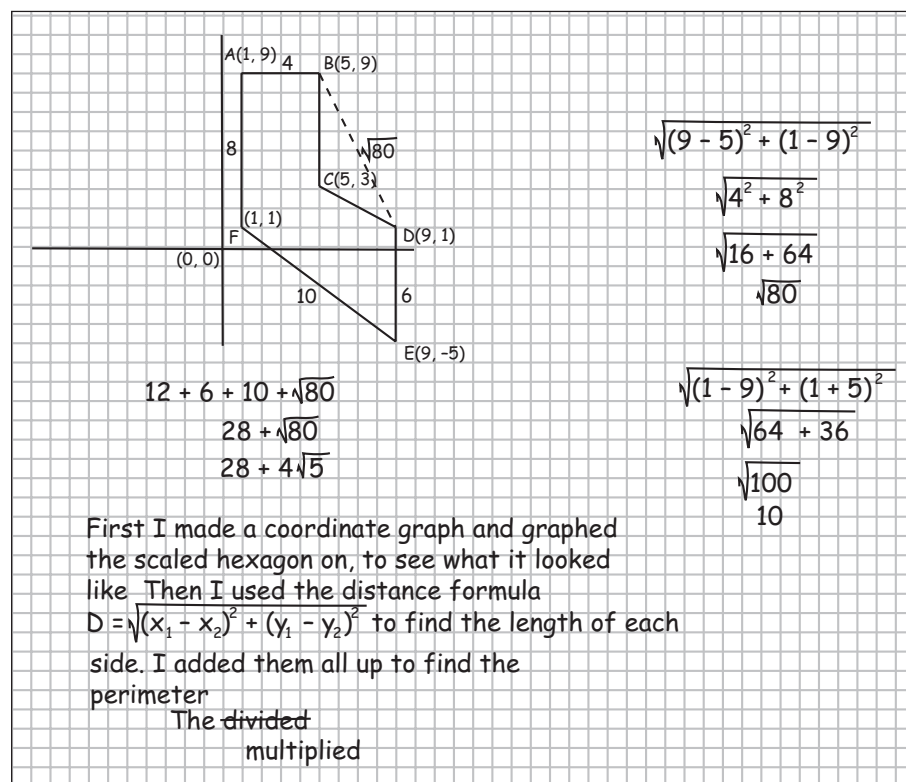 A(1, 9)
4
B(5, 9)
8
√80
C(5, 3)
(1, 1)
F
D(9, 1)
(0, 0)
10
6
E(9, –5)
√(9 – 5)² + (1 – 9)²
√4² + 8²
√16 + 64
√80
12 + 6 + 10 + √80
28 + √80
28 + 4√5
√(1 – 9)² + (1 + 5)²
√64 + 36
√100
10
First I made a coordinate graph and graphed
the scaled hexagon on, to see what it looked
like Then I used the distance formula
D = √(x₁ – x₂)² + (y₁ – y₂)² to find the length of each
side. I added them all up to find the
perimeter
The divided
multiplied